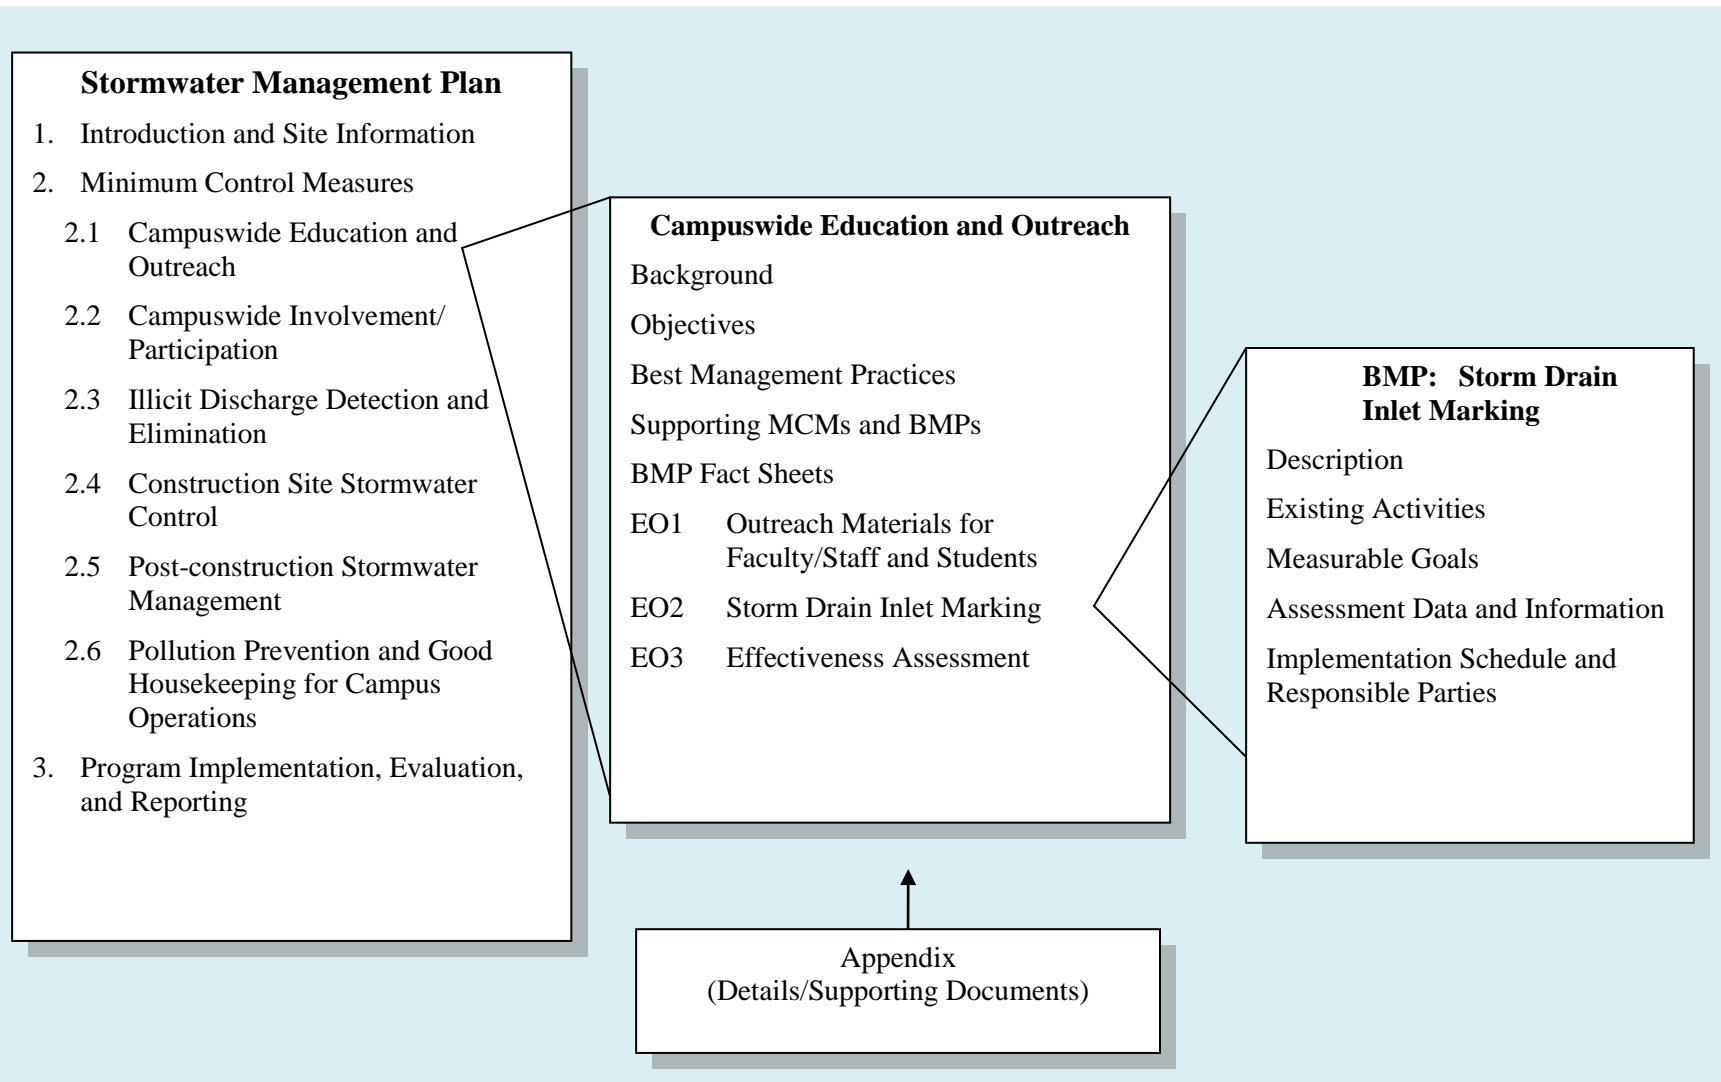 Stormwater Management Plan
1. Introduction and Site Information
2. Minimum Control Measures
2.1 Campuswide Education and
Outreach
2.2 Campuswide Involvement/
Participation
2.3 Illicit Discharge Detection and
Elimination
2.4 Construction Site Stormwater
Control
2.5 Post-construction Stormwater
Management
2.6 Pollution Prevention and Good
Housekeeping for Campus
Operations
3. Program Implementation, Evaluation,
and Reporting
Campuswide Education and Outreach
Background
Objectives
Best Management Practices
Supporting MCMs and BMPs
BMP Fact Sheets
EO1 Outreach Materials for
Faculty/Staff and Students
EO2 Storm Drain Inlet Marking
EO3 Effectiveness Assessment
BMP: Storm Drain
Inlet Marking
Description
Existing Activities
Measurable Goals
Assessment Data and Information
Implementation Schedule and
Responsible Parties
Appendix
(Details/Supporting Documents)